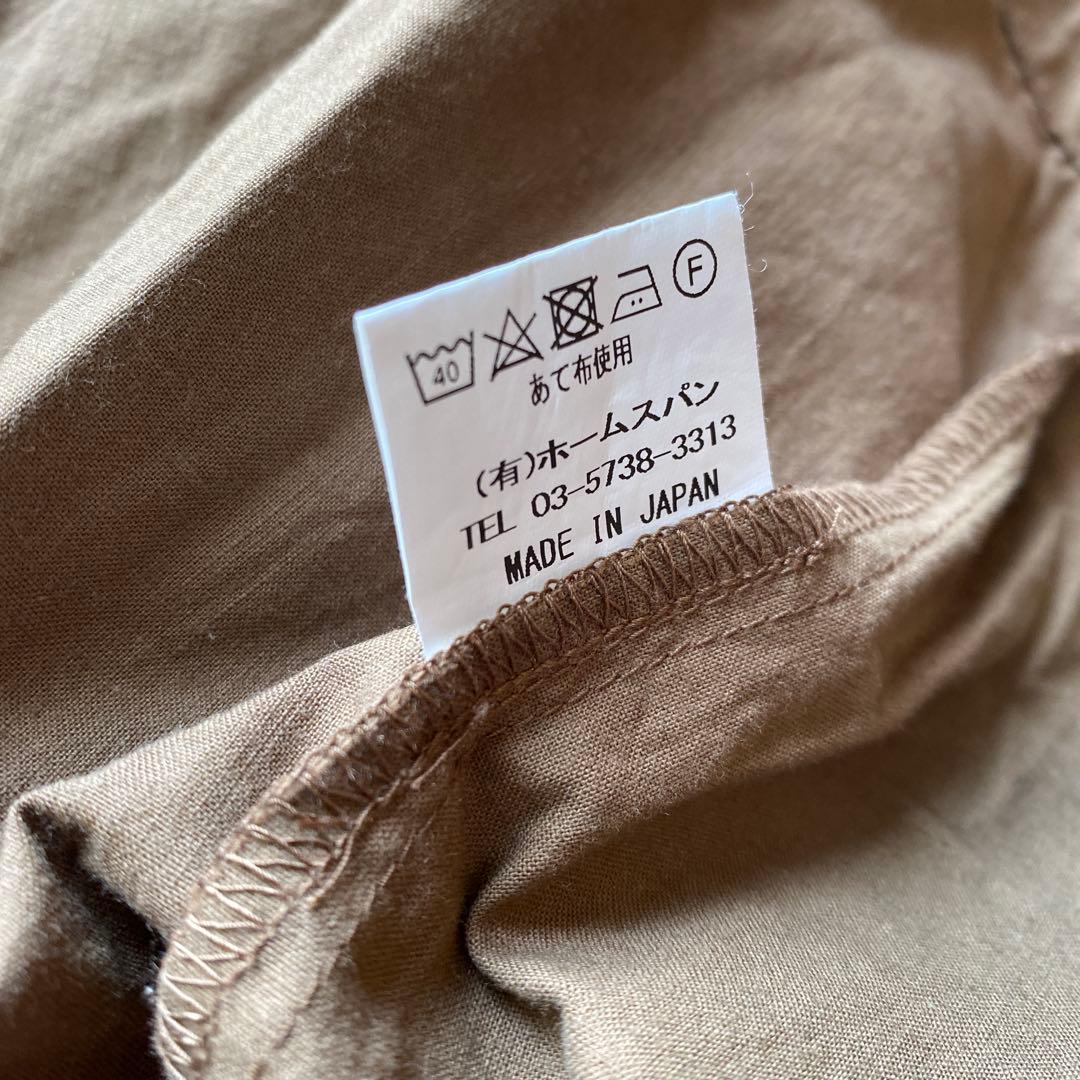 40 F
あて布使用
(有)ホームスパン
TEL 03-5738-3313
MADE IN JAPAN